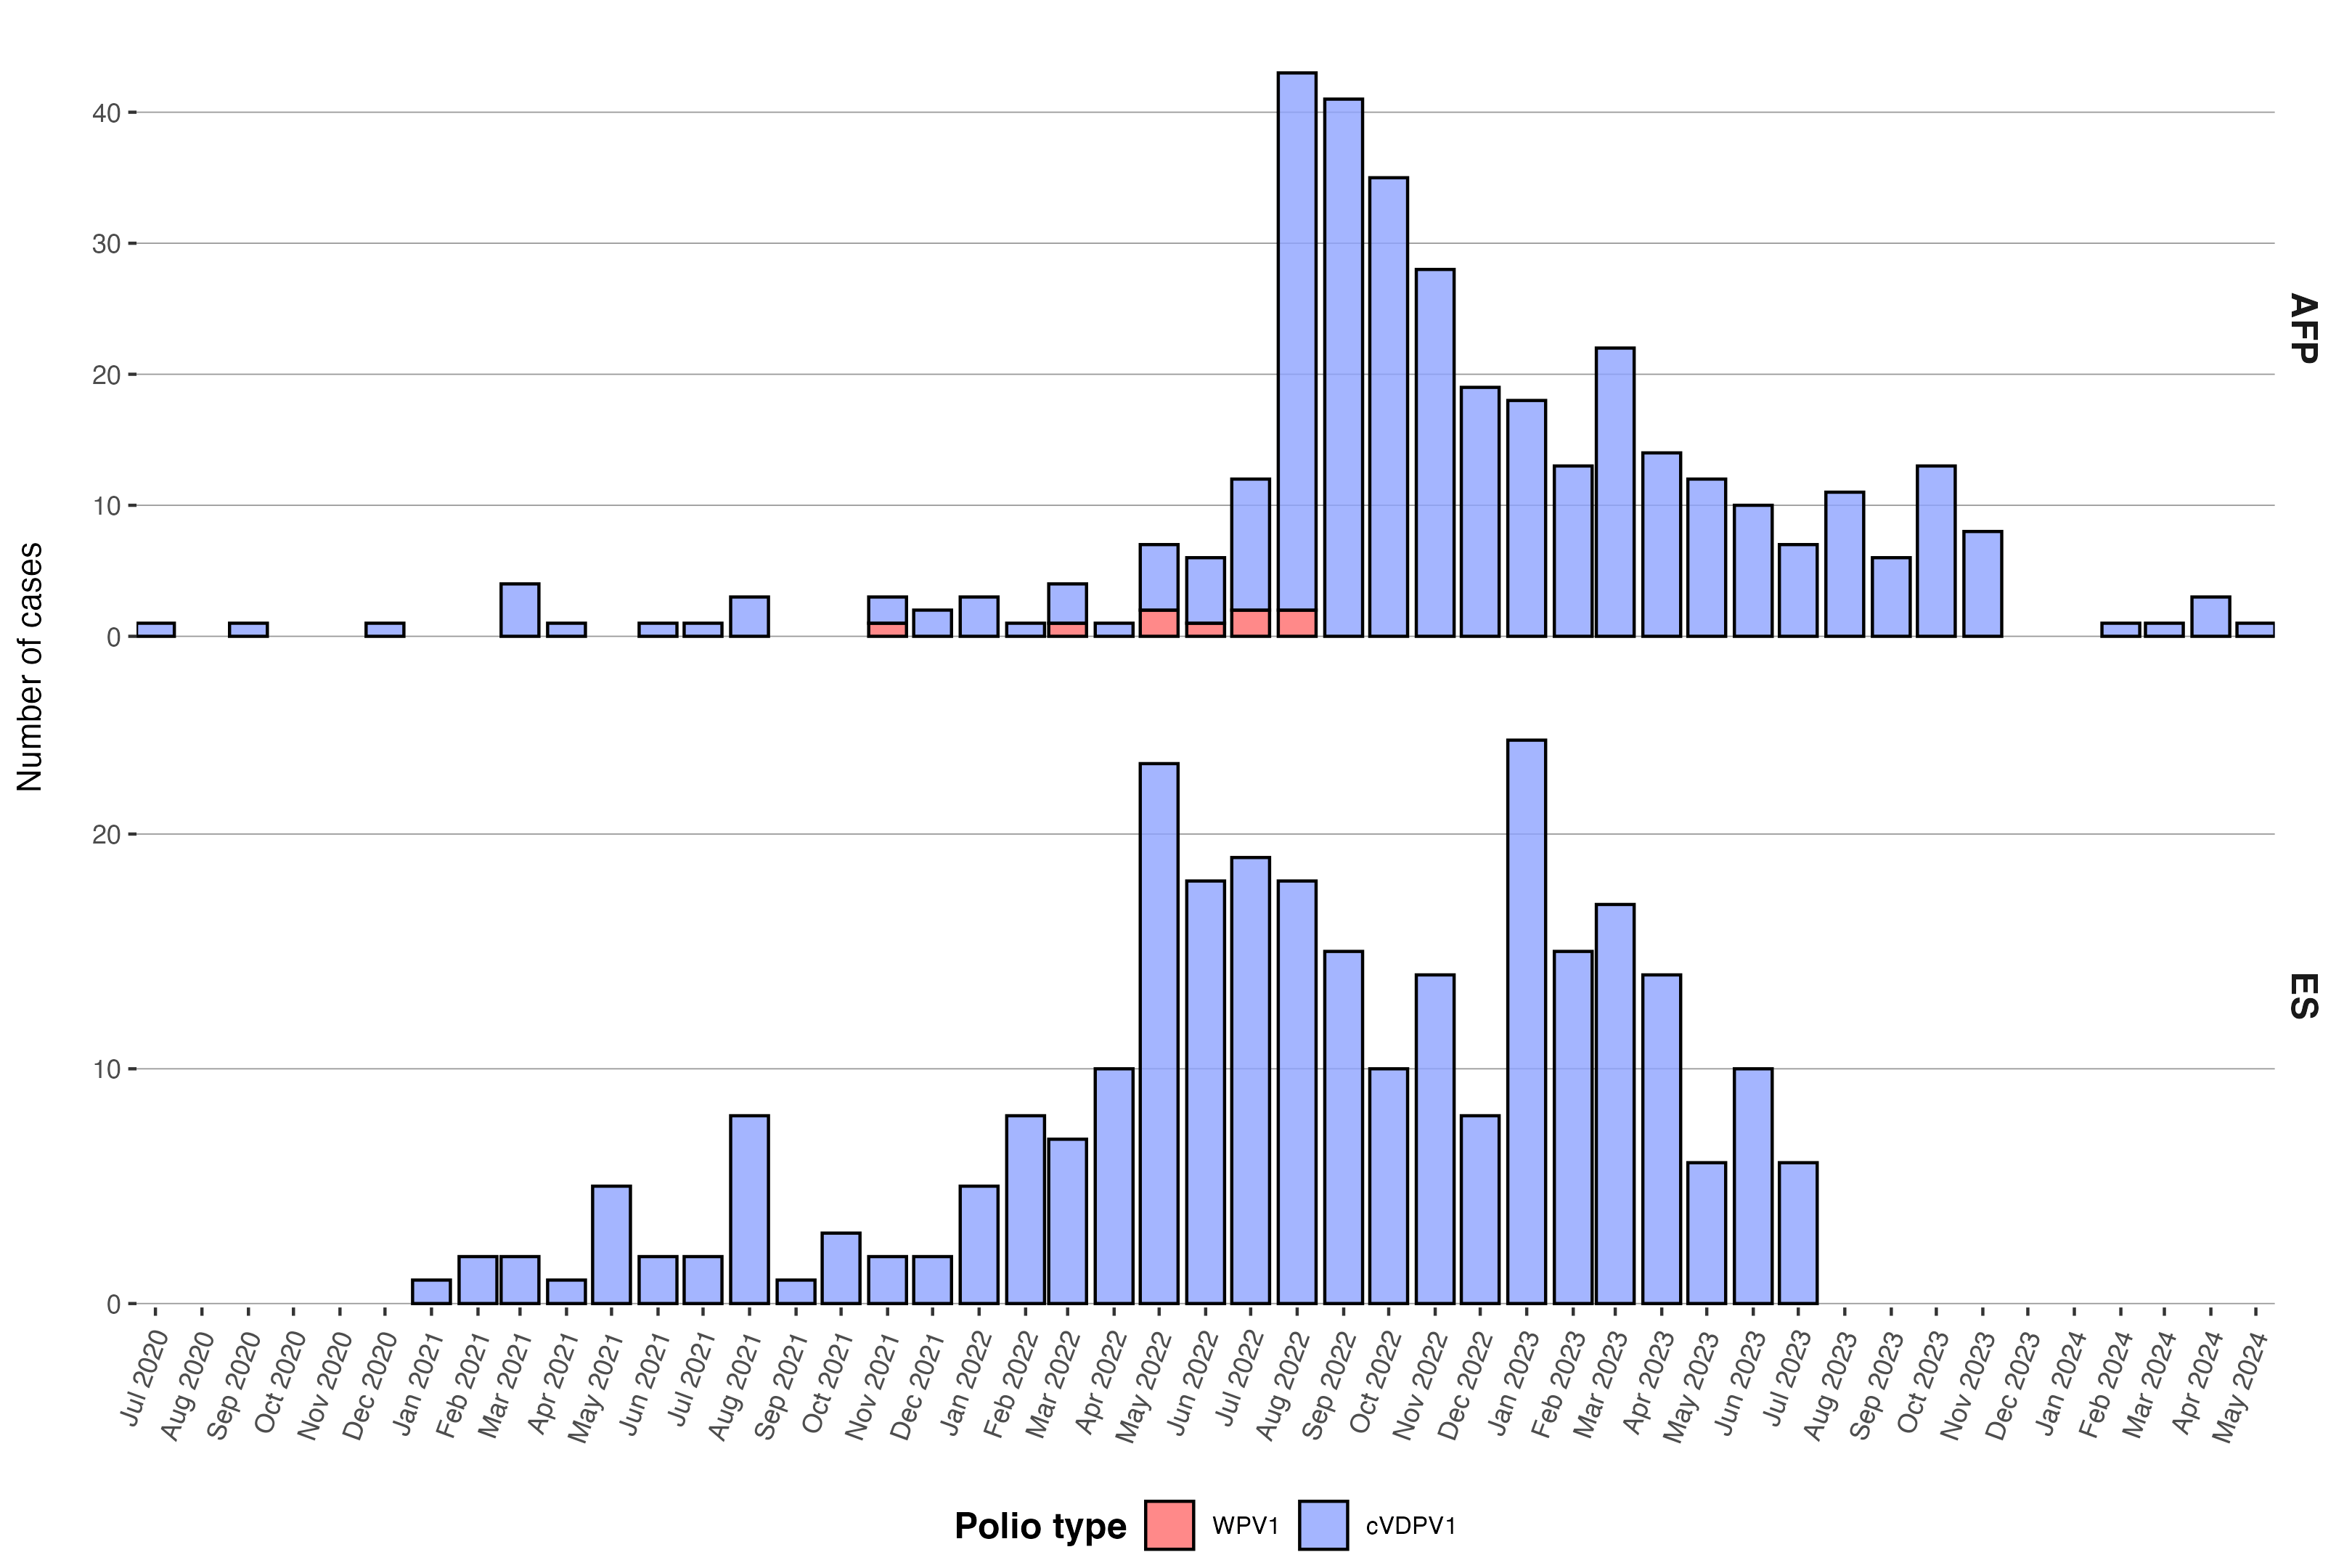 Number of cases
40
30
20
10
0
AFP
20
10
0
ES
Jul 2020
Aug 2020
Sep 2020
Oct 2020
Nov 2020
Dec 2020
Jan 2021
Feb 2021
Mar 2021
Apr 2021
May 2021
Jun 2021
Jul 2021
Aug 2021
Sep 2021
Oct 2021
Nov 2021
Dec 2021
Jan 2022
Feb 2022
Mar 2022
Apr 2022
May 2022
Jun 2022
Jul 2022
Aug 2022
Sep 2022
Oct 2022
Nov 2022
Dec 2022
Jan 2023
Feb 2023
Mar 2023
Apr 2023
May 2023
Jun 2023
Jul 2023
Aug 2023
Sep 2023
Oct 2023
Nov 2023
Dec 2023
Jan 2024
Feb 2024
Mar 2024
Apr 2024
May 2024
Polio type WPV1 cVDPV1